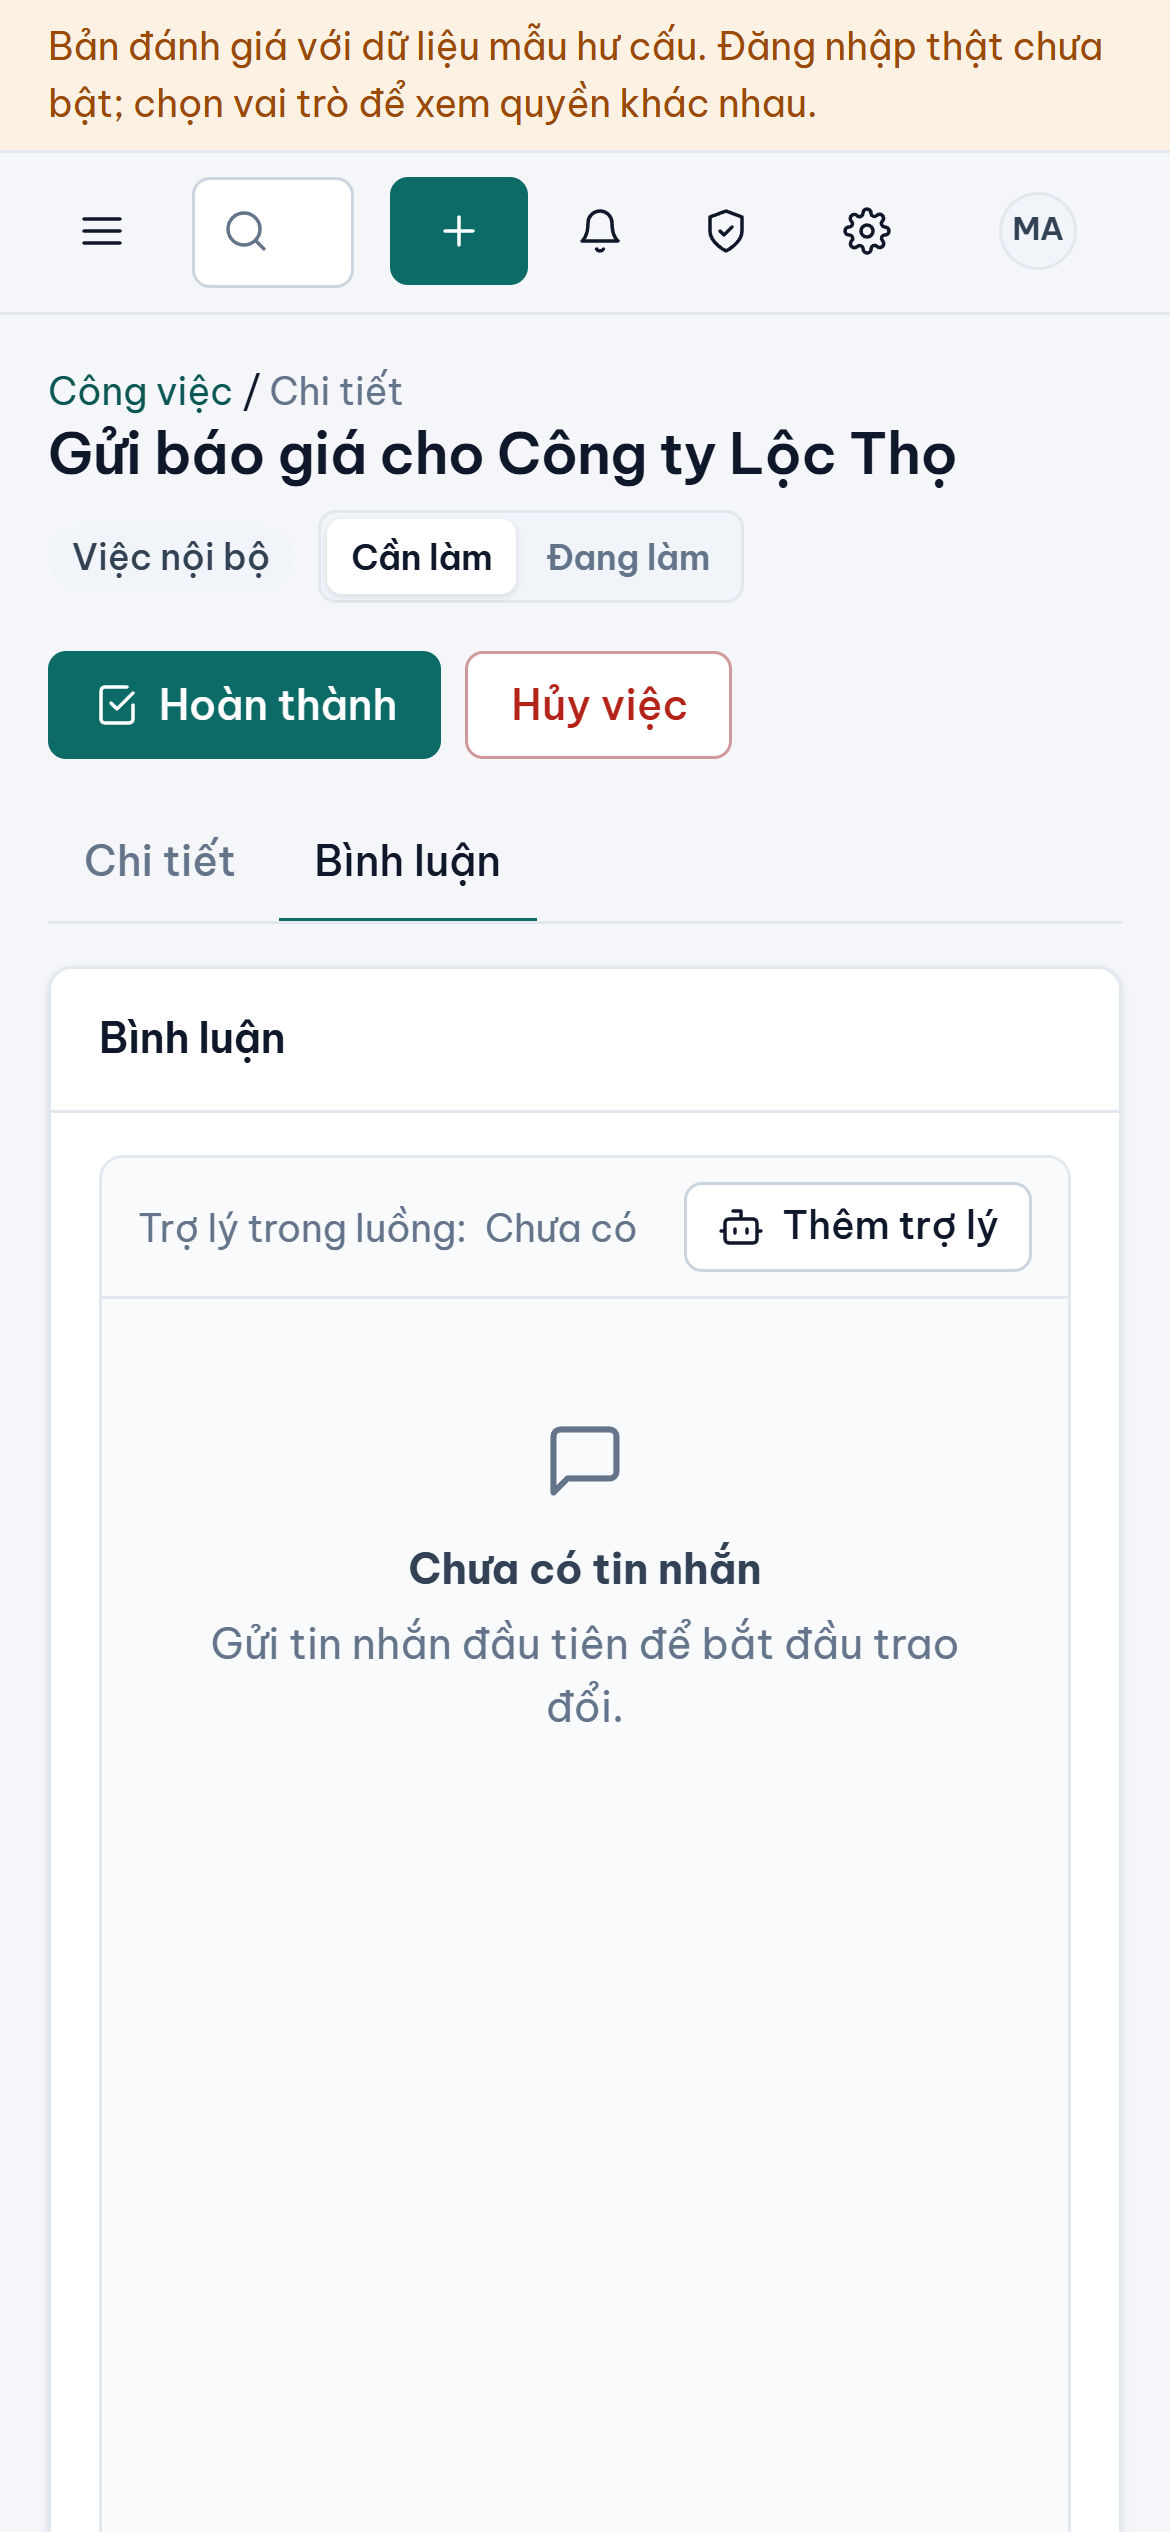 Bản đánh giá với dữ liệu mẫu hư cấu. Đăng nhập thật chưa
bật; chọn vai trò để xem quyền khác nhau.
MA
Công việc / Chi tiết
Gửi báo giá cho Công ty Lộc Thọ
Việc nội bộ Cần làm Đang làm
Hoàn thành Hủy việc
Chi tiết Bình luận
Bình luận
Trợ lý trong luồng: Chưa có Thêm trợ lý
Chưa có tin nhắn
Gửi tin nhắn đầu tiên để bắt đầu trao
đổi.